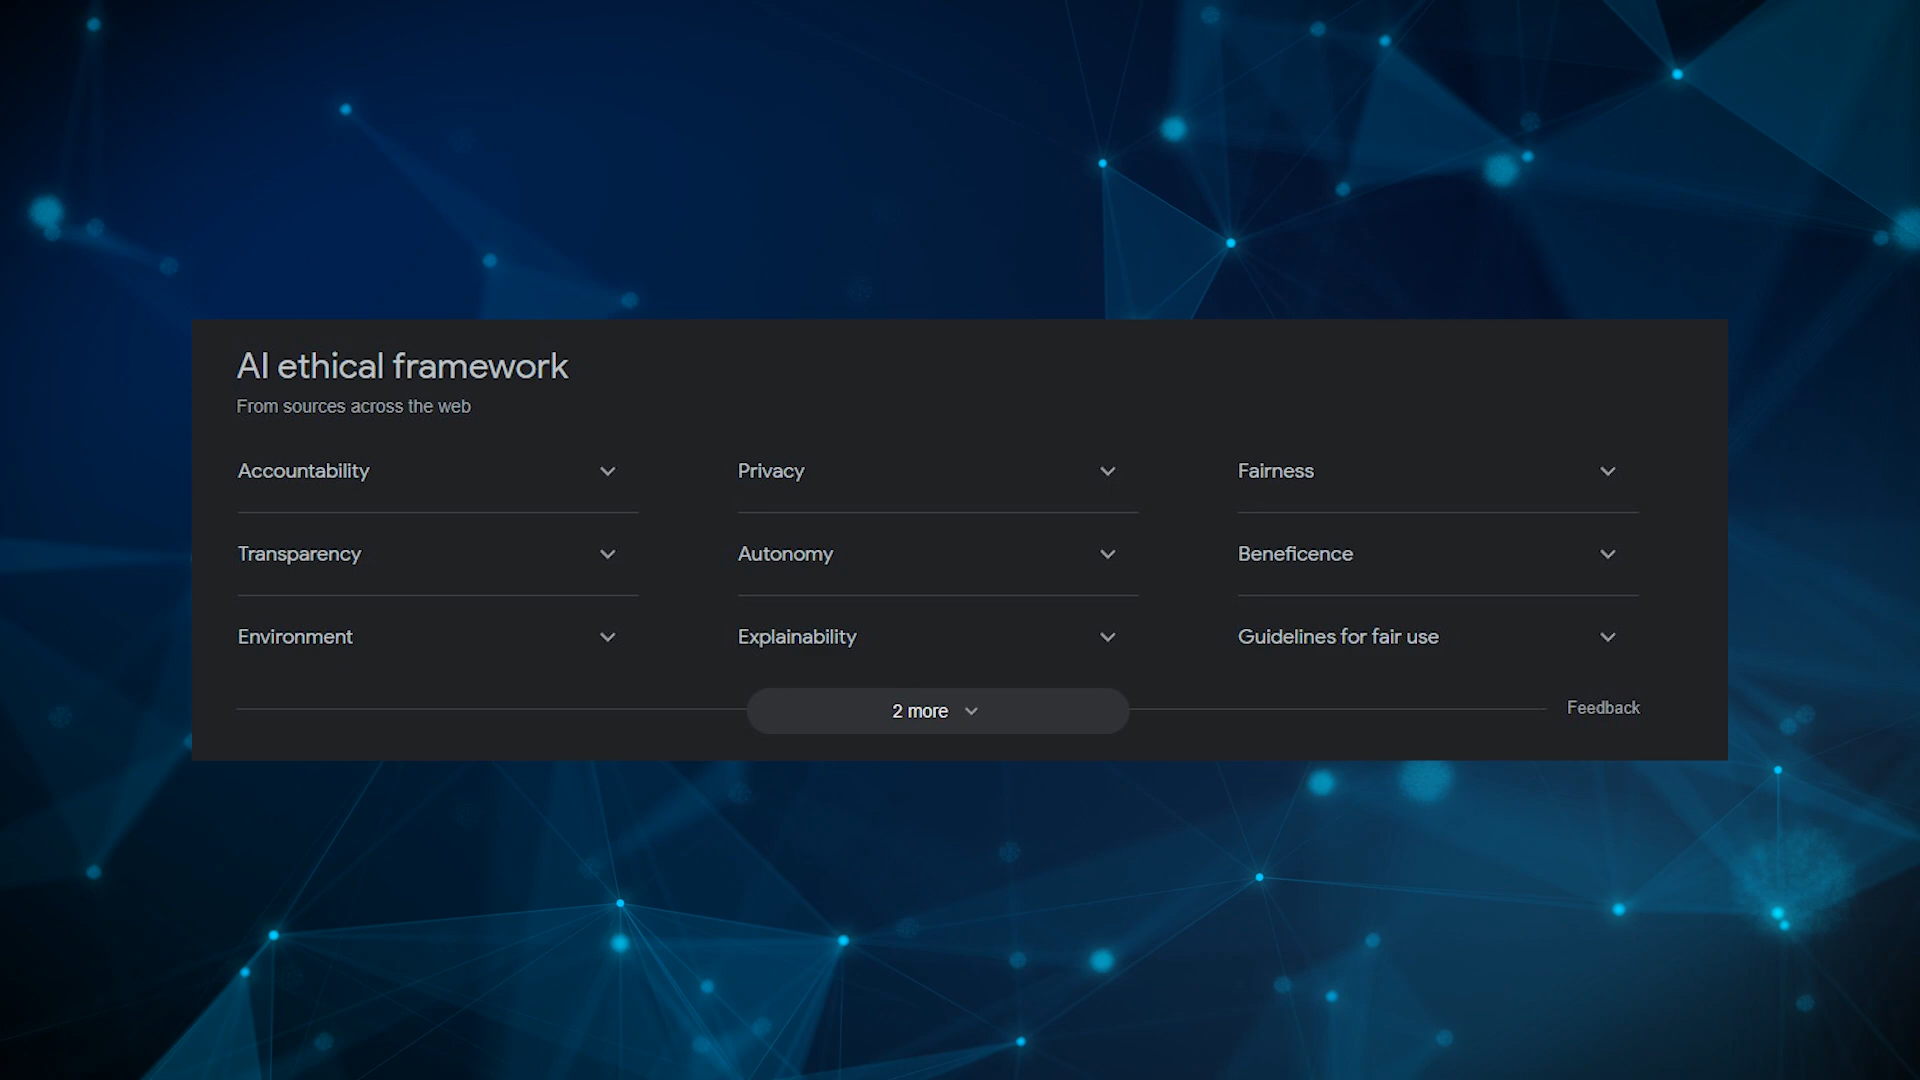 AI ethical framework
From sources across the web
Accountability
Privacy
Fairness
Transparency
Autonomy
Beneficence
Environment
Explainability
Guidelines for fair use
2 more
Feedback